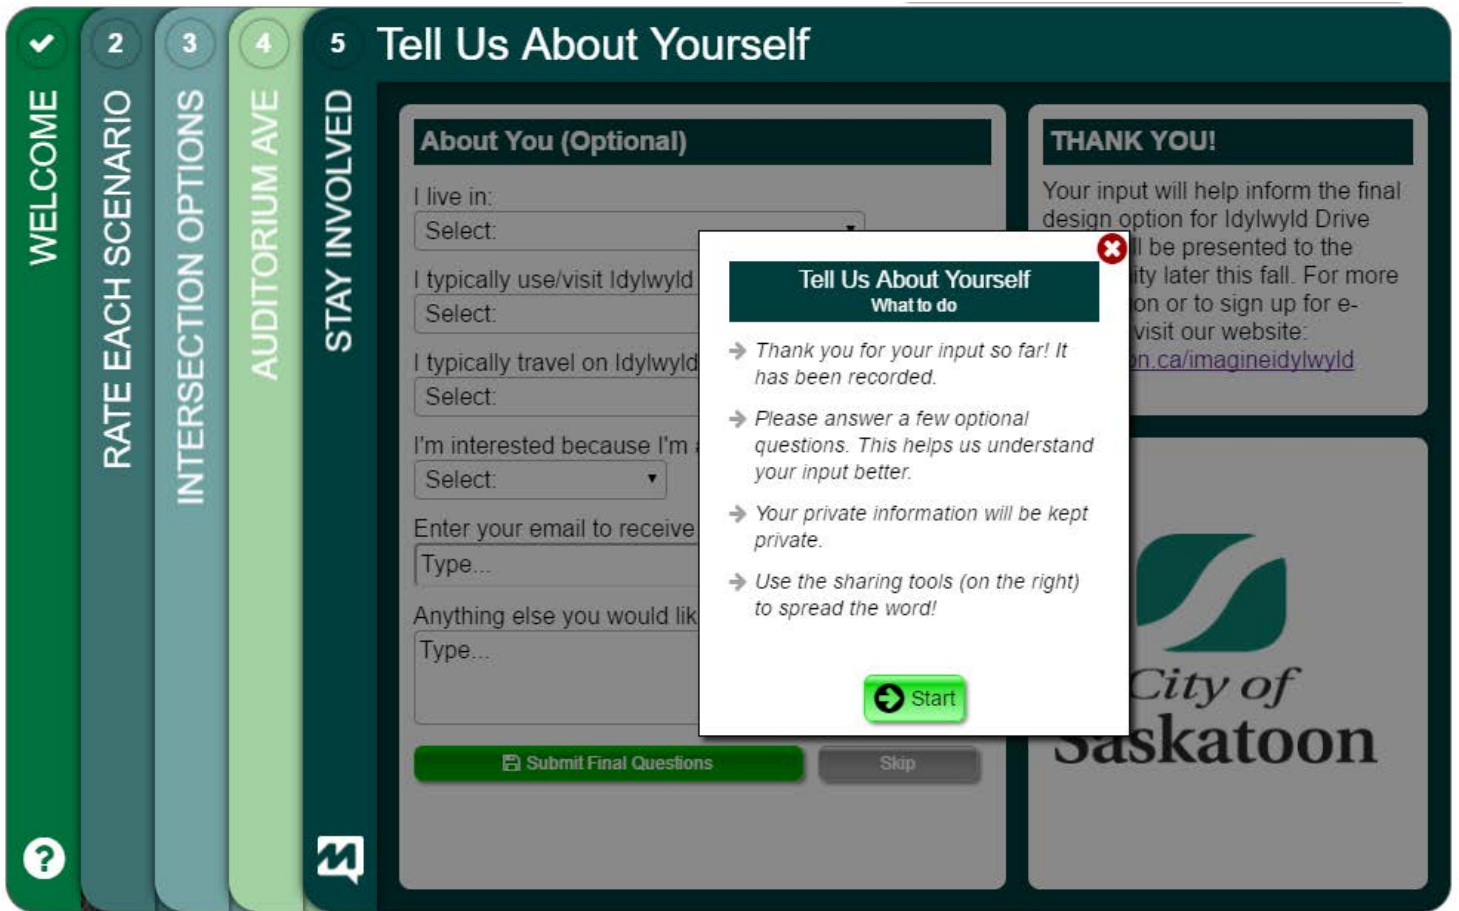 WELCOME
2
RATE EACH SCENARIO
3
INTERSECTION OPTIONS
4
AUDITORIUM AVE
5
STAY INVOLVED
Tell Us About Yourself
About You (Optional)
I live in:
Select:
I typically use/visit Idylwyld
Select:
I typically travel on Idylwyld
Select:
I'm interested because I'm
Select:
Enter your email to receive
Type...
Anything else you would lik
Type...
Submit Final Questions
Skip
Tell Us About Yourself
What to do
Thank you for your input so far! It
has been recorded.
Please answer a few optional
questions. This helps us understand
your input better.
Your private information will be kept
private.
Use the sharing tools (on the right)
to spread the word!
Start
THANK YOU!
Your input will help inform the final
design option for Idylwyld Drive
ll be presented to the
ity later this fall. For more
on or to sign up for e-
visit our website:
on.ca/imagineidylwyld
City of
Saskatoon
?